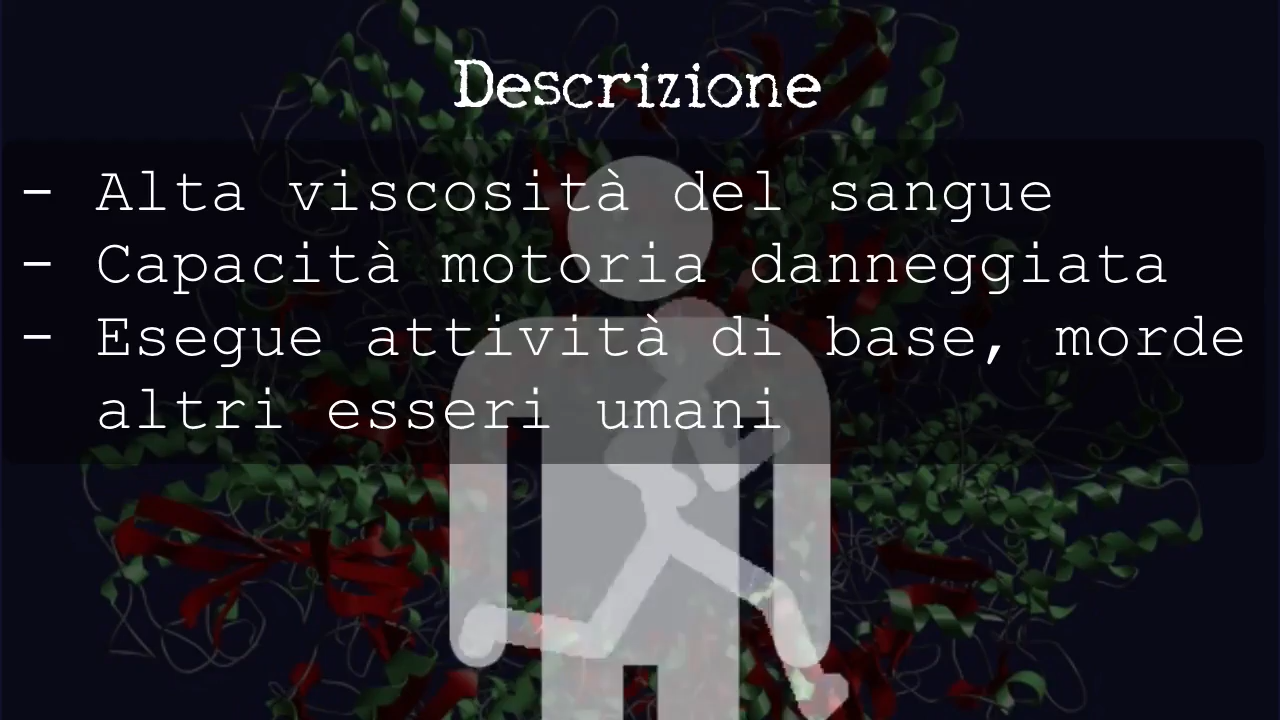 Descrizione
- Alta viscosità del sangue
- Capacità motoria danneggiata
- Esegue attività di base, morde
altri esseri umani